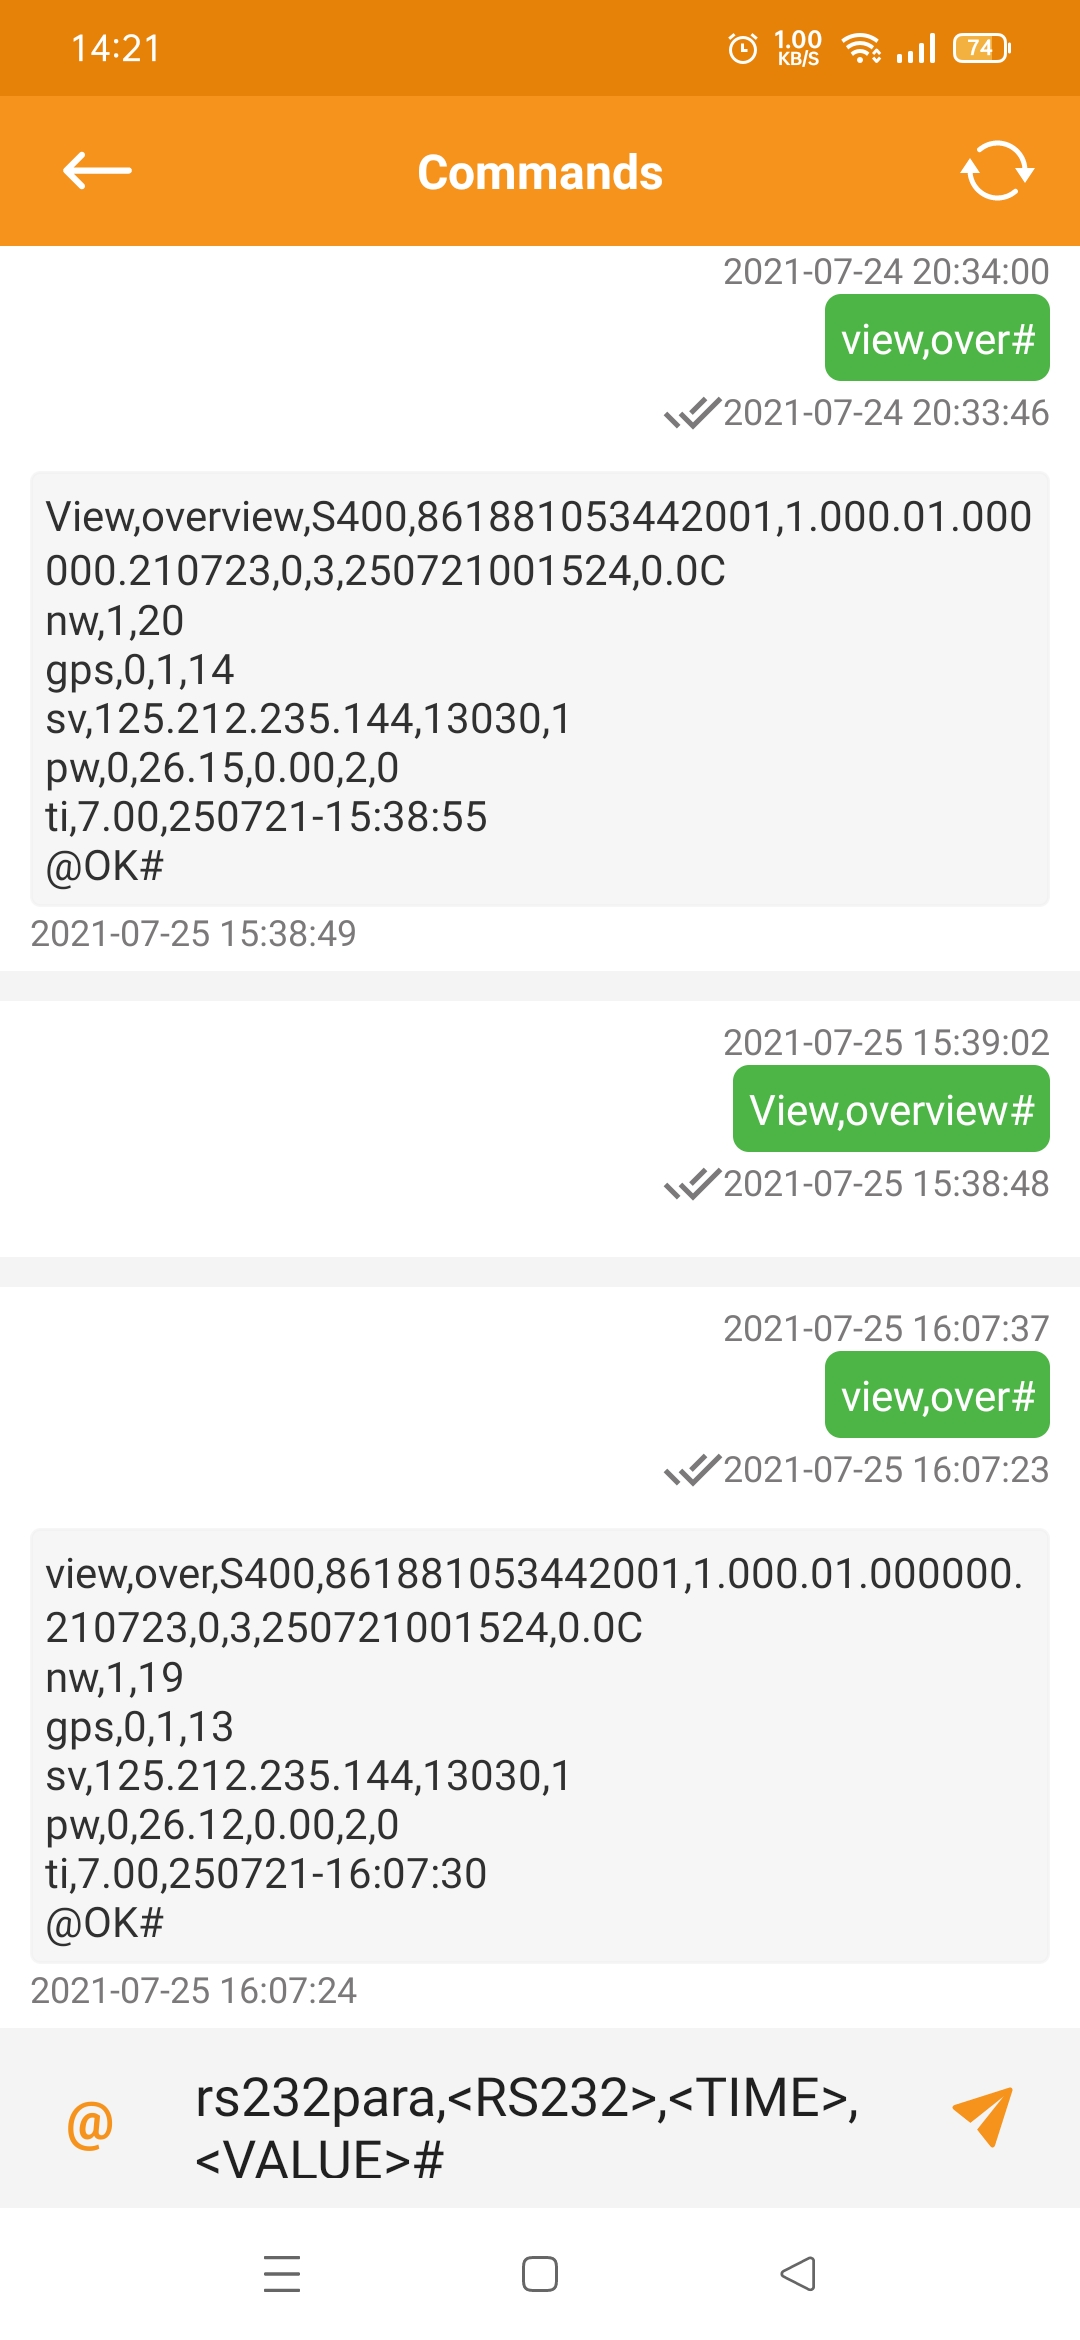 14:21
1.00
KB/S
74
Commands
2021-07-24 20:34:00
view,over#
2021-07-24 20:33:46
View,overview,S400,861881053442001,1.000.01.000
000.210723,0,3,250721001524,0.0C
nw,1,20
gps,0,1,14
sv,125.212.235.144,13030,1
pw,0,26.15,0.00,2,0
ti,7.00,250721-15:38:55
@OK#
2021-07-25 15:38:49
2021-07-25 15:39:02
View,overview#
2021-07-25 15:38:48
2021-07-25 16:07:37
view,over#
2021-07-25 16:07:23
view,over,S400,861881053442001,1.000.01.000000.
210723,0,3,250721001524,0.0C
nw,1,19
gps,0,1,13
sv,125.212.235.144,13030,1
pw,0,26.12,0.00,2,0
ti,7.00,250721-16:07:30
@OK#
2021-07-25 16:07:24
@
rs232para,<RS232>,<TIME>,
<VALUE>#